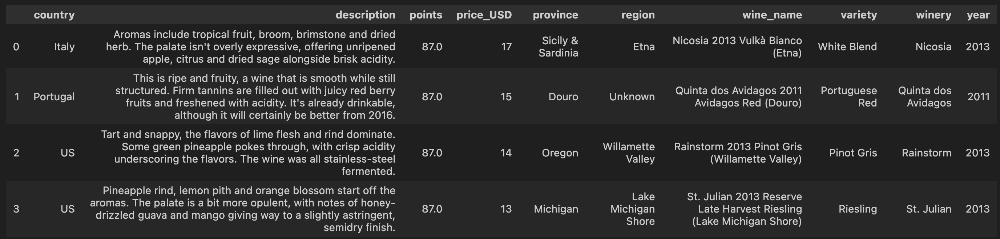 country description points price_USD province region wine_name variety winery year
0 Italy
Aromas include tropical fruit, broom, brimstone and dried
herb. The palate isn't overly expressive, offering unripened
apple, citrus and dried sage alongside brisk acidity.
87.0 17
Sicily &
Sardinia
Etna
Nicosia 2013 Vulkà Bianco
(Etna)
White Blend
Nicosia
2013
1 Portugal
This is ripe and fruity, a wine that is smooth while still
structured. Firm tannins are filled out with juicy red berry
fruits and freshened with acidity. It's already drinkable,
although it will certainly be better from 2016.
87.0 15
Douro
Unknown
Quinta dos Avidagos 2011
Avidagos Red (Douro)
Portuguese
Red
Quinta dos
Avidagos
2011
2 US
Tart and snappy, the flavors of lime flesh and rind dominate.
Some green pineapple pokes through, with crisp acidity
underscoring the flavors. The wine was all stainless-steel
fermented.
87.0 14
Oregon
Willamette
Valley
Rainstorm 2013 Pinot Gris
(Willamette Valley)
Pinot Gris
Rainstorm
2013
3 US
Pineapple rind, lemon pith and orange blossom start off the
aromas. The palate is a bit more opulent, with notes of honey-
drizzled guava and mango giving way to a slightly astringent,
semidry finish.
87.0 13
Michigan
Lake
Michigan
Shore
St. Julian 2013 Reserve
Late Harvest Riesling
(Lake Michigan Shore)
Riesling
St. Julian
2013